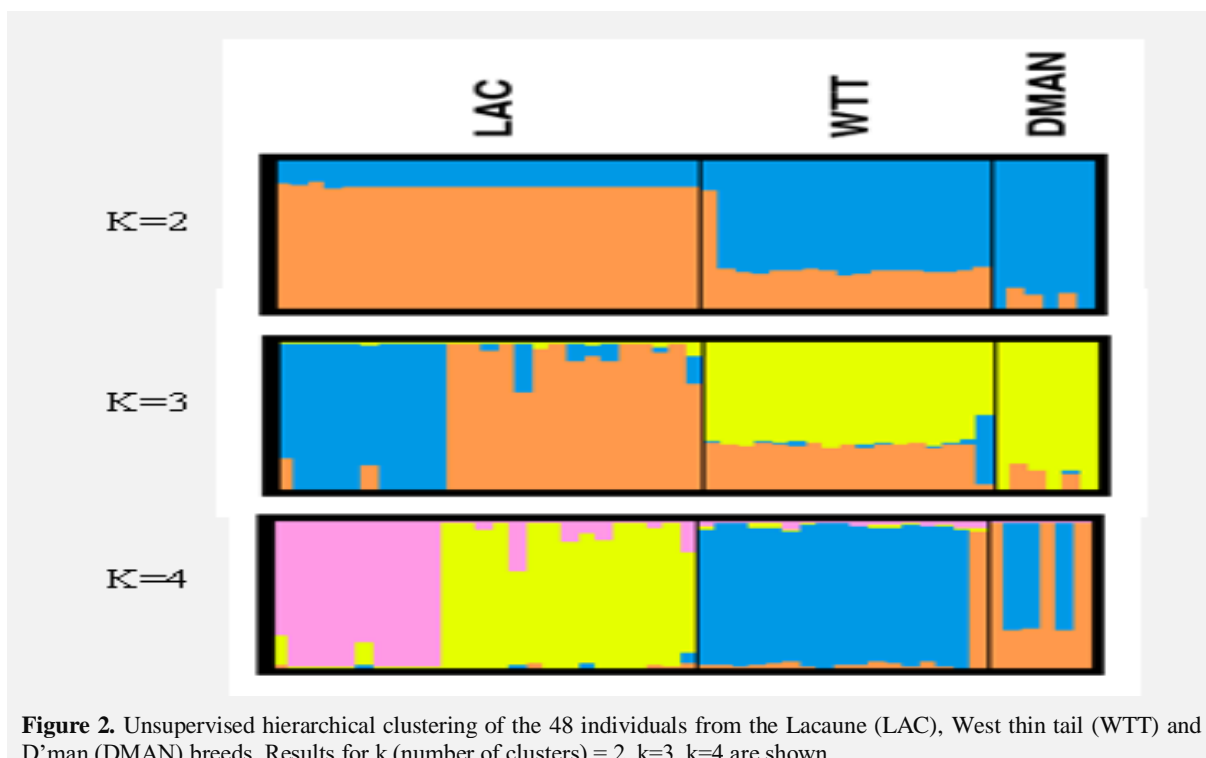 LAC WTT DMAN
K=2
K=3
K=4
Figure 2. Unsupervised hierarchical clustering of the 48 individuals from the Lacaune (LAC), West thin tail (WTT) and
D’man (DMAN) breeds. Results for k (number of clusters) = 2, k=3, k=4 are shown